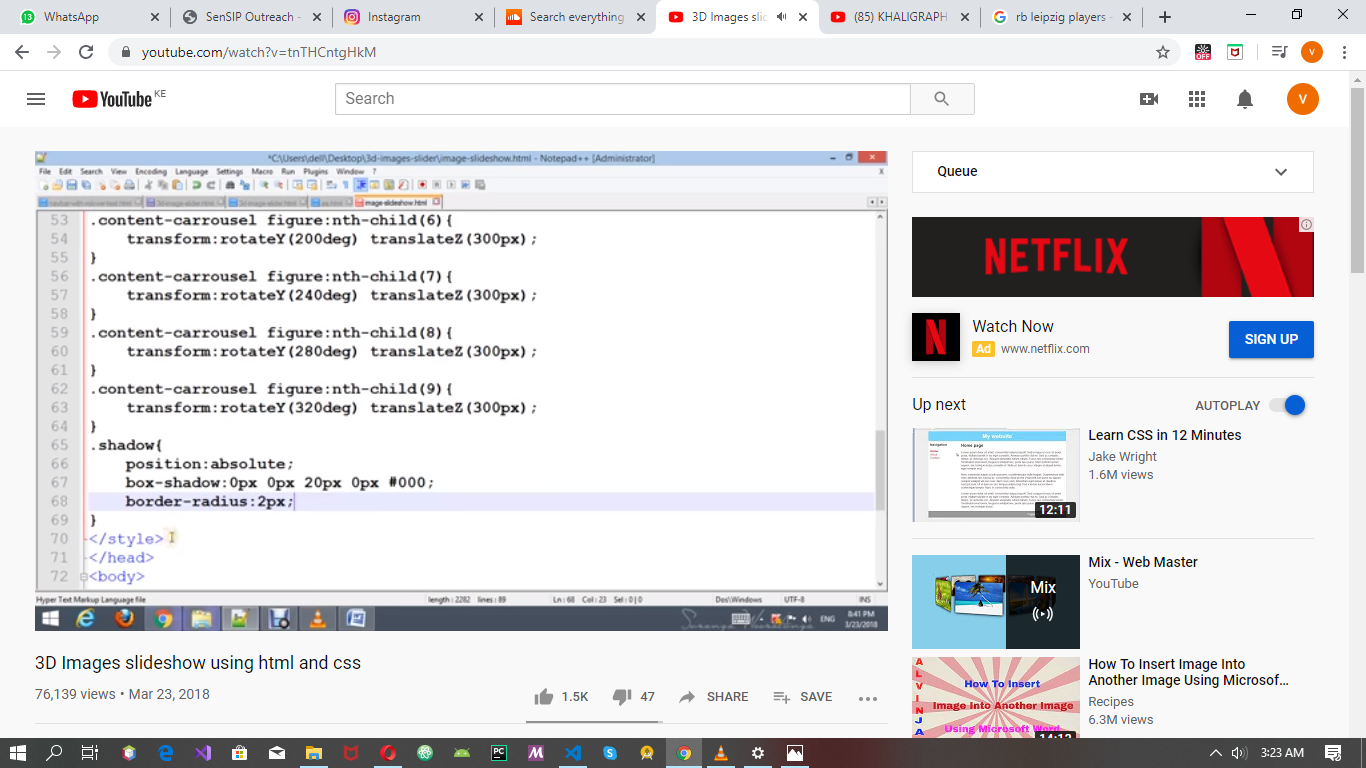 WhatsApp
SenSIP Outreach -
Instagram
Search everything
3D Images slid
(85) KHALIGRAPH
rb leipzig players -
youtube.com/watch?v=tnTHCntgHkM
OFF
V
YouTube KE
Search
V
*C:\Users\dell\Desktop\3d-images-slider\image-slideshow.html - Notepad++ [Administrator]
File Edit Search View Encoding Language Settings Macro Run Plugins Window ?
X
image-slideshow.html
53 .content-carrousel figure:nth-child(6){
54 transform:rotateY(200deg) translateZ(300px);
55 }
56 .content-carrousel figure:nth-child(7){
57 transform:rotateY(240deg) translateZ(300px);
58 }
59 .content-carrousel figure:nth-child(8){
60 transform:rotateY(280deg) translateZ(300px);
61 }
62 .content-carrousel figure:nth-child(9){
63 transform:rotateY(320deg) translateZ(300px);
64 }
65 .shadow{
66 position:absolute;
67 box-shadow:0px 0px 20px 0px #000;
68 border-radius:2px;
69 }
70 </style>
71 </head>
72 <body>
Hyper Text Markup Language file length : 2282 lines : 89 Ln : 68 Col : 23 Sel : 0 | 0 Dos\Windows UTF-8 INS
ENG
8:41 PM
3/23/2018
3D Images slideshow using html and css
76,139 views • Mar 23, 2018
1.5K
47
SHARE
SAVE
Queue
NETFLIX
Watch Now
Ad www.netflix.com
SIGN UP
Up next
AUTOPLAY
My website
Navigation
Home page
12:11
Learn CSS in 12 Minutes
Jake Wright
1.6M views
Mix
Mix - Web Master
YouTube
ALVINJA
How To Insert
Image Into Another Image
Using Microsoft Word
14:13
How To Insert Image Into
Another Image Using Microsof...
Recipes
6.3M views
PC
3:23 AM